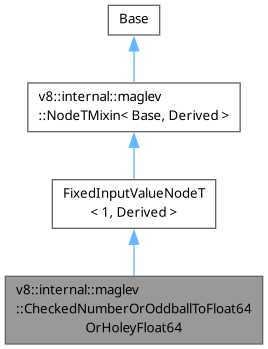 Base
v8::internal::maglev
::NodeTMixin< Base, Derived >
FixedInputValueNodeT
< 1, Derived >
v8::internal::maglev
::CheckedNumberOrOddballToFloat64
OrHoleyFloat64